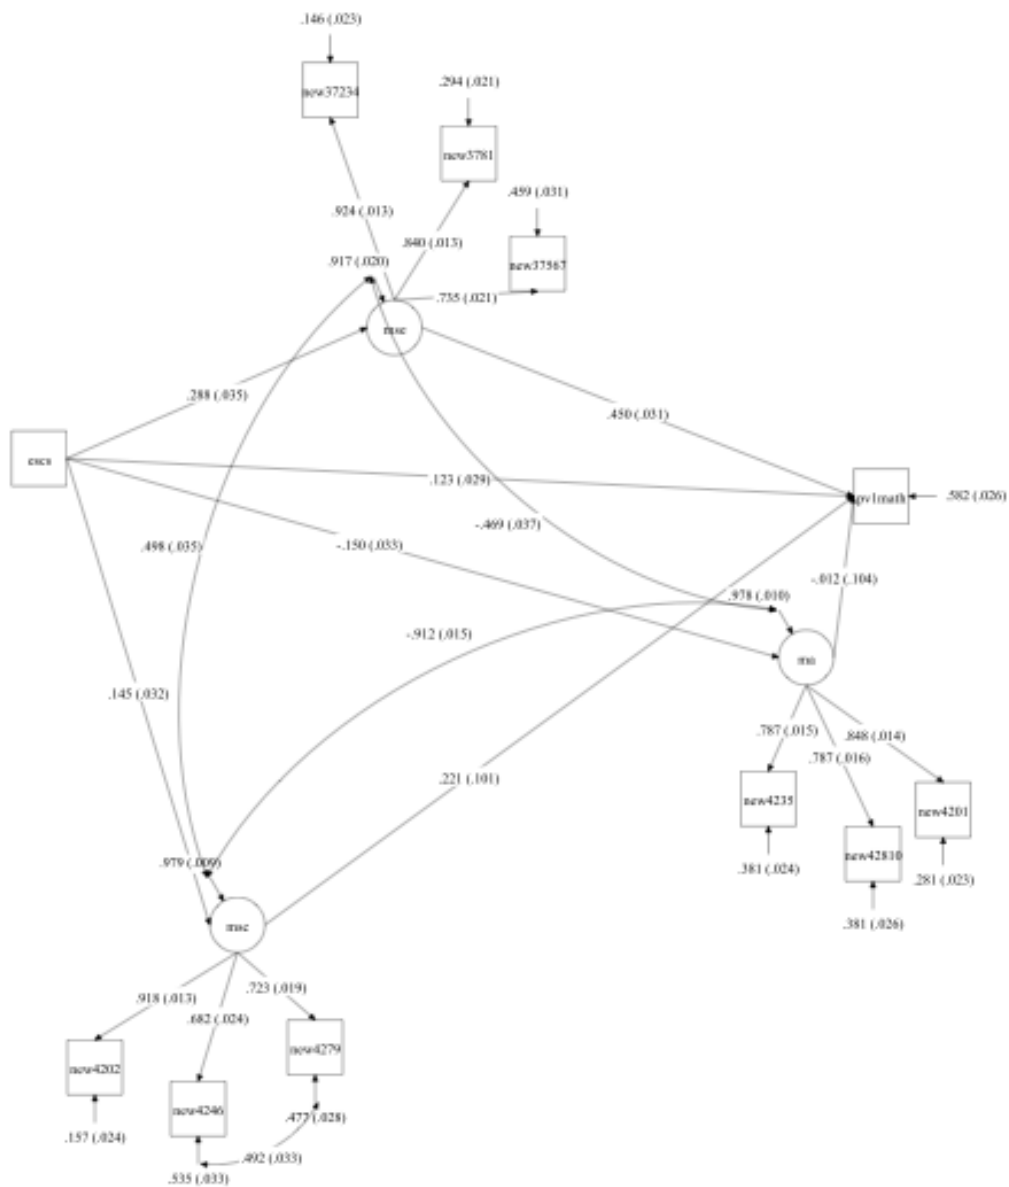 .146 (.023)
new37234
.294 (.021)
new3781
.459 (.031)
new37567
.924 (.013)
.840 (.013)
.917 (.020)
.735 (.021)
mse
.288 (.035)
.450 (.031)
escs
.123 (.029)
pv1math
.582 (.026)
-.469 (.037)
.498 (.035)
-.150 (.033)
-.012 (.104)
.978 (.010)
-.912 (.015)
ma
.145 (.032)
.787 (.015)
.848 (.014)
.787 (.016)
.221 (.101)
new4235
new4201
new42810
.979 (.009)
.381 (.024)
.281 (.023)
.381 (.026)
msc
.918 (.013)
.723 (.019)
.682 (.024)
new4202
new4279
new4246
.157 (.024)
.477 (.028)
.492 (.033)
.535 (.033)